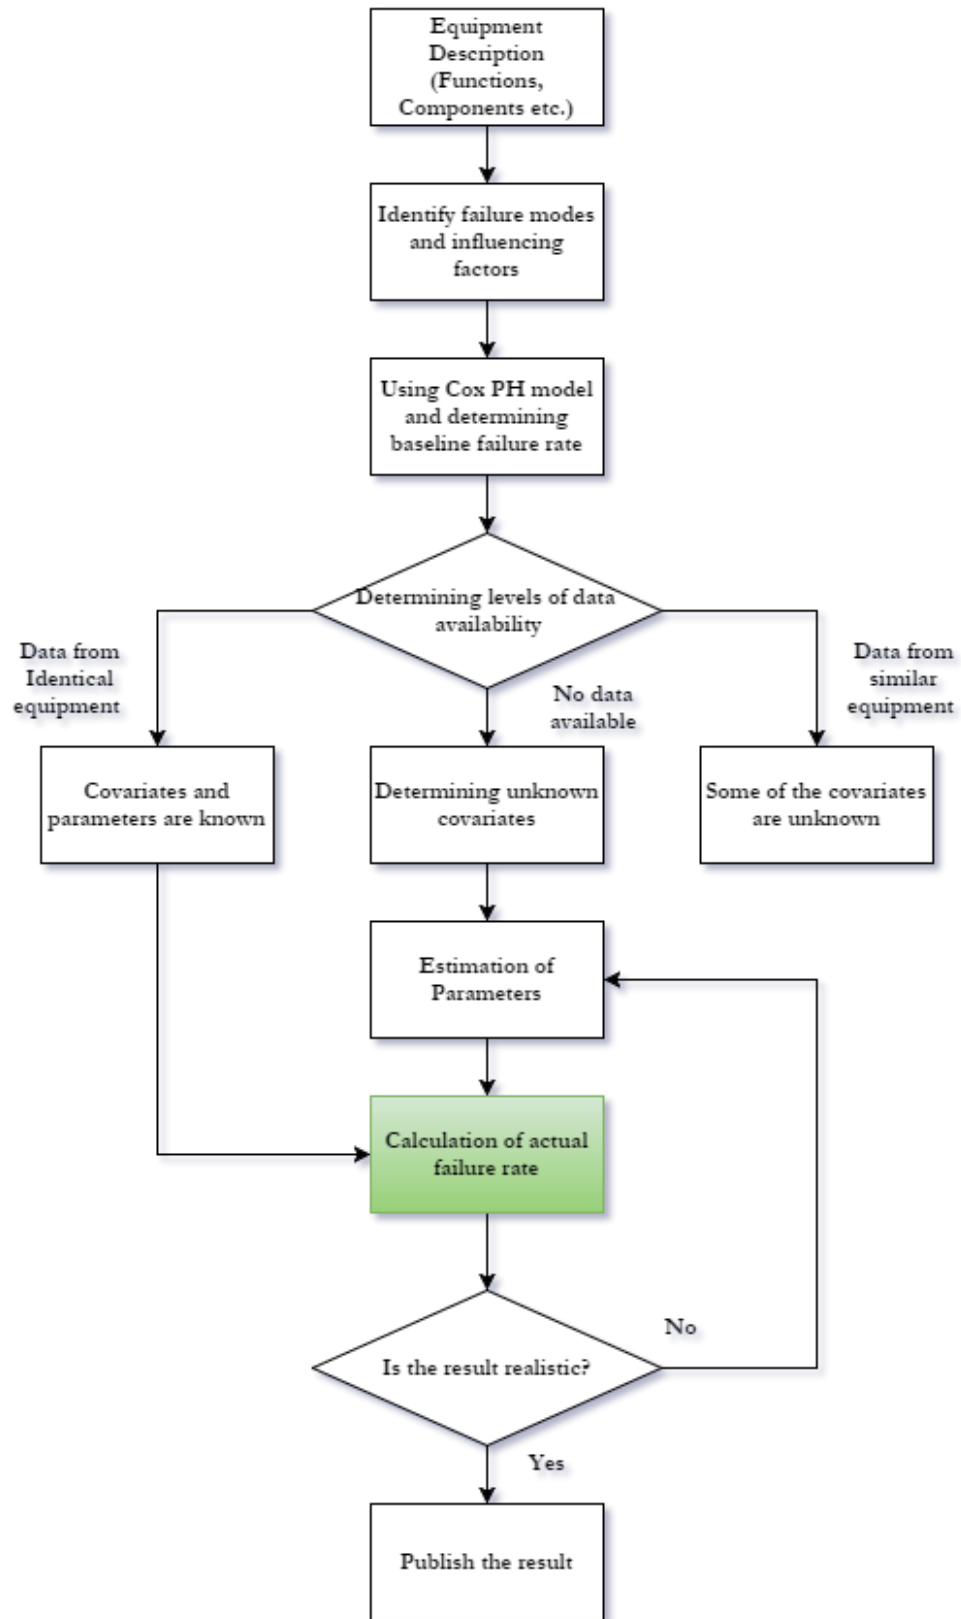 Equipment
Description
(Functions,
Components etc.)
Identify failure modes
and influencing
factors
Using Cox PH model
and determining
baseline failure rate
Determining levels of data
availability
Data from
Identical
equipment
No data
available
Data from
similar
equipment
Covariates and
parameters are known
Determining unknown
covariates
Some of the covariates
are unknown
Estimation of
Parameters
Calculation of actual
failure rate
Is the result realistic?
No
Yes
Publish the result